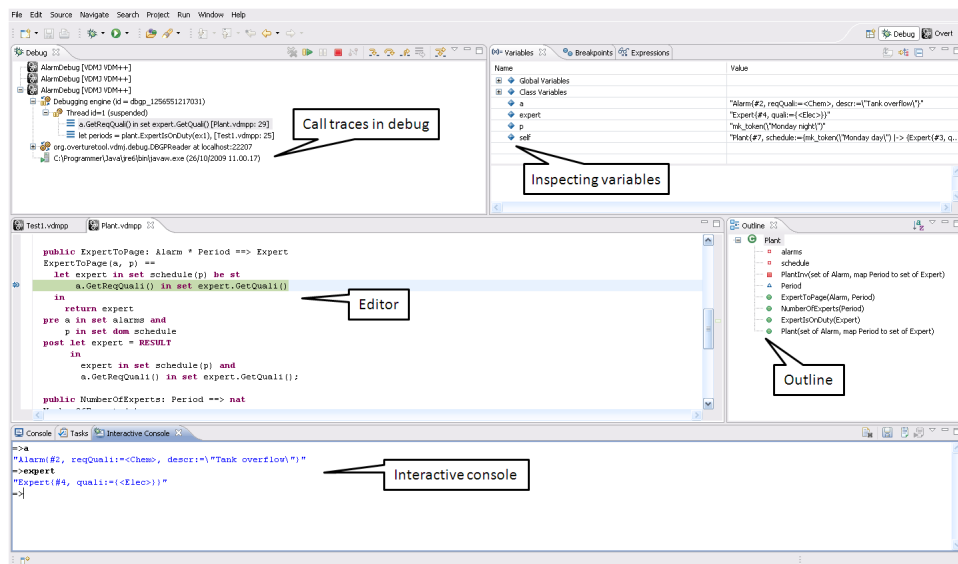 File Edit Source Navigate Search Project Run Window Help
Debug Overt
Debug
AlarmDebug [VDMJ VDM++]
AlarmDebug [VDMJ VDM++]
AlarmDebug [VDMJ VDM++]
Debugging engine (id = dbgp_1256551217031)
Thread id=1 (suspended)
a.GetReqQuali() in set expert.GetQuali() [Plant.vdmpp: 29]
let periods = plant.ExpertIsOnDuty(ex1), [Test1.vdmpp: 25]
org.overturetool.vdmj.debug.DBGPReader at localhost:22207
C:\Programmer\Java\jre6\bin\javaw.exe (26/10/2009 11.00.17)
Call traces in debug
Variables Breakpoints Expressions
Name Value
Global Variables
Class Variables
a "Alarm{#2, reqQuali:=<Chem>, descr:=\"Tank overflow\"}"
expert "Expert{#4, quali:={<Elec>}}"
p "mk_token(\"Monday night\")"
self "Plant{#7, schedule:={mk_token(\"Monday day\") |-> {Expert{#3, q...
Inspecting variables
Test1.vdmpp Plant.vdmpp
public ExpertToPage: Alarm * Period ==> Expert
ExpertToPage(a, p) ==
let expert in set schedule(p) be st
a.GetReqQuali() in set expert.GetQuali()
in
return expert
pre a in set alarms and
p in set dom schedule
post let expert = RESULT
in
expert in set schedule(p) and
a.GetReqQuali() in set expert.GetQuali();
public NumberOfExperts: Period ==> nat
Editor
Outline
Plant
alarms
schedule
PlantInv(set of Alarm, map Period to set of Expert)
Period
ExpertToPage(Alarm, Period)
NumberOfExperts(Period)
ExpertIsOnDuty(Expert)
Plant(set of Alarm, map Period to set of Expert)
Outline
Console Tasks Interactive Console
=>a
"Alarm{#2, reqQuali:=<Chem>, descr:=\"Tank overflow\"}"
=>expert
"Expert{#4, quali:={<Elec>}}"
=>
Interactive console